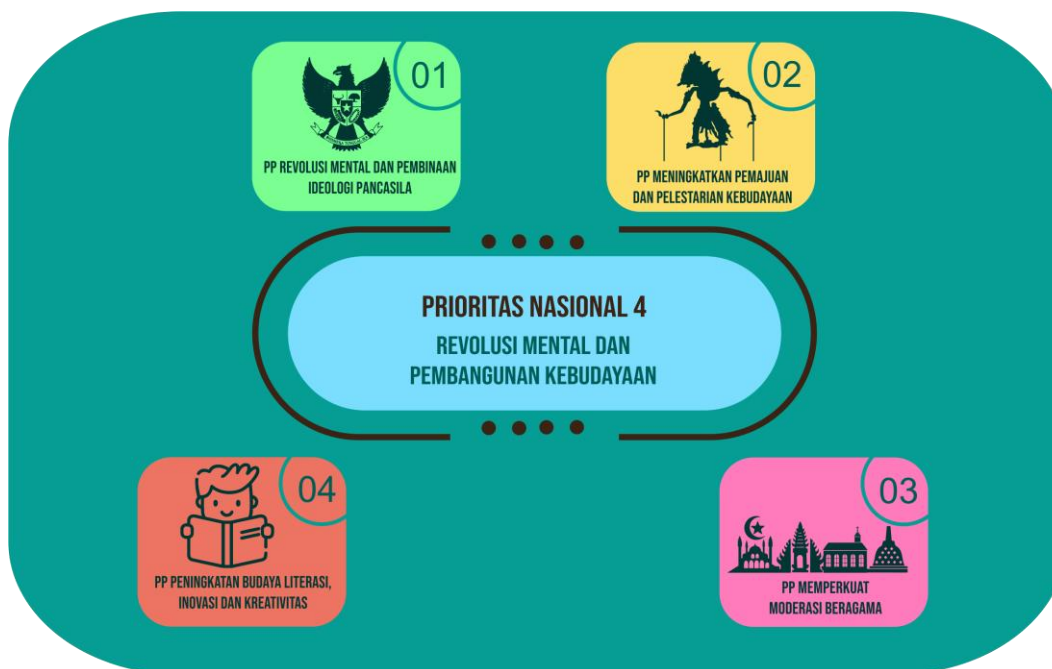 01
PP REVOLUSI MENTAL DAN PEMBINAAN
IDEOLOGI PANCASILA
02
PP MENINGKATKAN PEMAJUAN
DAN PELESTARIAN KEBUDAYAAN
PRIORITAS NASIONAL 4
REVOLUSI MENTAL DAN
PEMBANGUNAN KEBUDAYAAN
04
PP PENINGKATAN BUDAYA LITERASI,
INOVASI DAN KREATIVITAS
03
PP MEMPERKUAT
MODERASI BERAGAMA